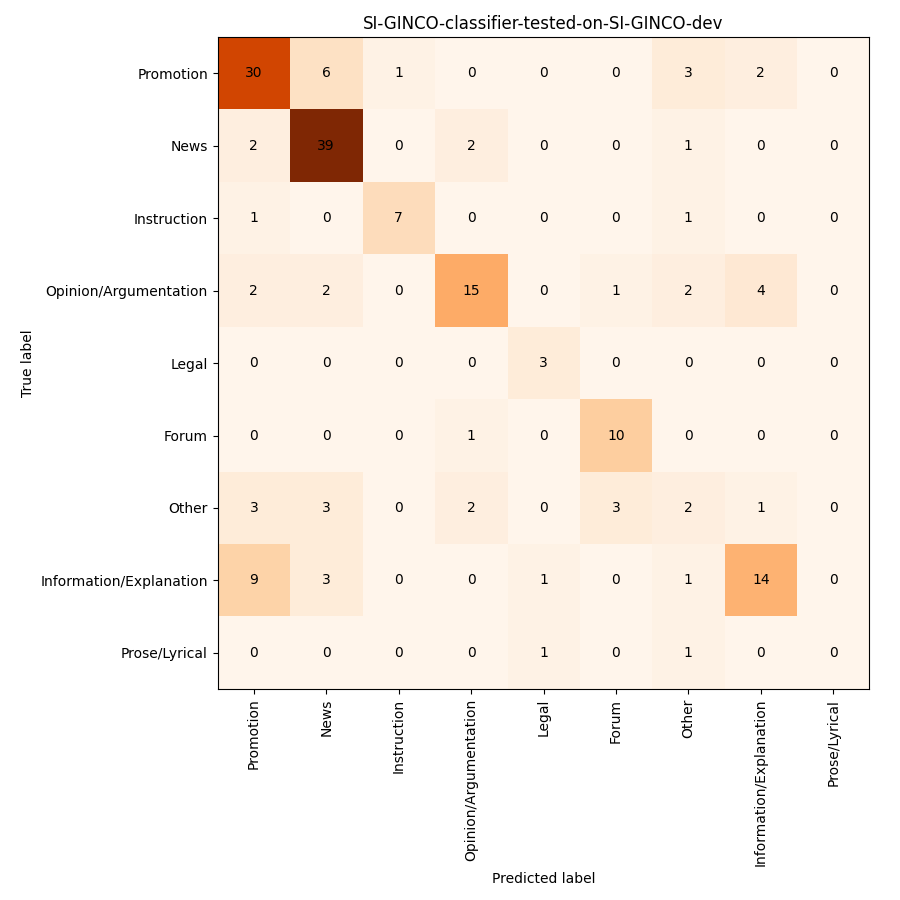 SI-GINCO-classifier-tested-on-SI-GINCO-dev
Promotion 30 6 1 0 0 0 3 2 0
News 2 39 0 2 0 0 1 0 0
Instruction 1 0 7 0 0 0 1 0 0
Opinion/Argumentation 2 2 0 15 0 1 2 4 0
Legal 0 0 0 0 3 0 0 0 0
Forum 0 0 0 1 0 10 0 0 0
Other 3 3 0 2 0 3 2 1 0
Information/Explanation 9 3 0 0 1 0 1 14 0
Prose/Lyrical 0 0 0 0 1 0 1 0 0
True label
Promotion
News
Instruction
Opinion/Argumentation
Legal
Forum
Other
Information/Explanation
Prose/Lyrical
Predicted label